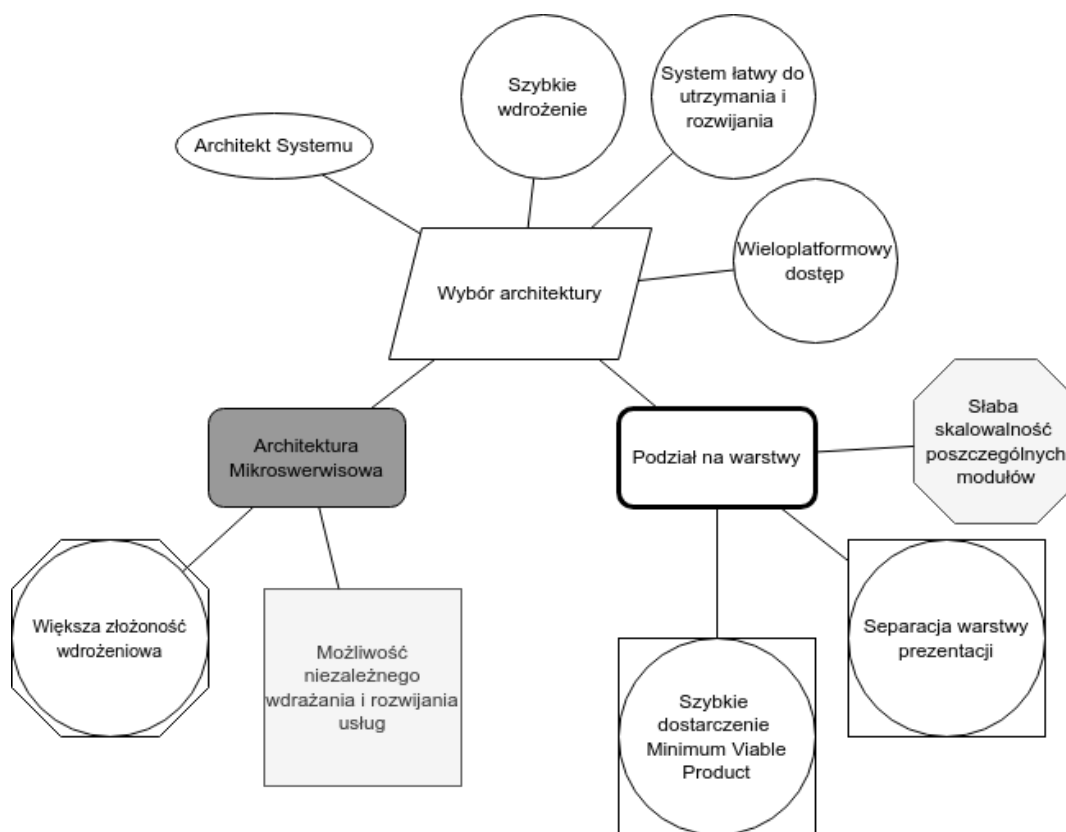 Szybkie
wdrożenie
System łatwy do
utrzymania i
rozwijania
Architekt Systemu
Wieloplatformowy
dostęp
Wybór architektury
Architektura
Mikroswerwisowa
Podział na warstwy
Słaba
skalowalność
poszczególnych
modułów
Większa złożoność
wdrożeniowa
Możliwość
niezależnego
wdrażania i rozwijania
usług
Szybkie
dostarczenie
Minimum Viable
Product
Separacja warstwy
prezentacji